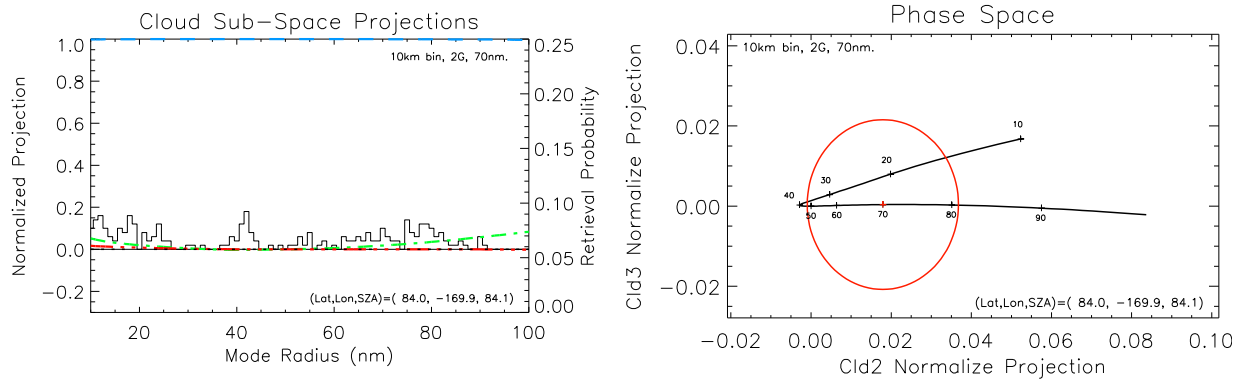 Cloud Sub-Space Projections
10km bin, 2G, 70nm.
1.0
0.8
0.6
0.4
0.2
0.0
−0.2
Normalized Projection
0.25
0.20
0.15
0.10
0.05
0.00
Retrieval Probability
(Lat,Lon,SZA)=( 84.0, −169.9, 84.1)
20 40 60 80 100
Mode Radius (nm)
Phase Space
10km bin, 2G, 70nm.
0.04
0.02
0.00
−0.02
Cld3 Normalize Projection
10
20
30
40
50 60 70 80 90
(Lat,Lon,SZA)=( 84.0, −169.9, 84.1)
−0.02 0.00 0.02 0.04 0.06 0.08 0.10
Cld2 Normalize Projection